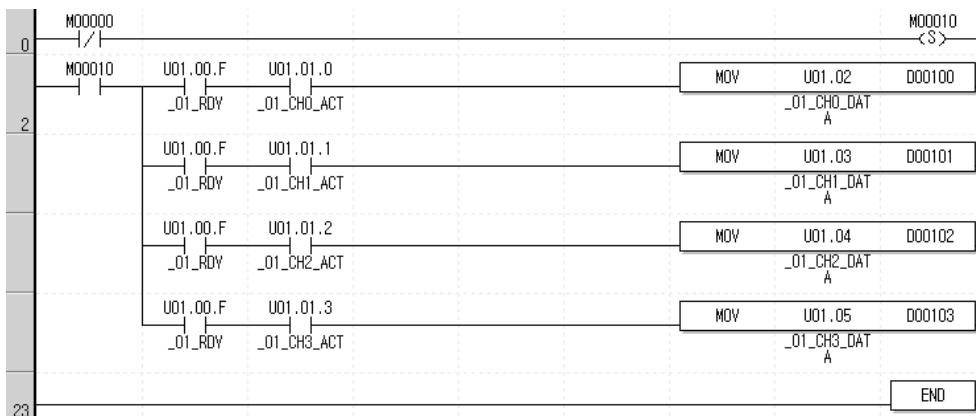 M00000 M00010
0 S
M00010 U01.00.F U01.01.0 MOV U01.02 D00100
_01_RDY _01_CH0_ACT _01_CH0_DAT
A
2
U01.00.F U01.01.1 MOV U01.03 D00101
_01_RDY _01_CH1_ACT _01_CH1_DAT
A
U01.00.F U01.01.2 MOV U01.04 D00102
_01_RDY _01_CH2_ACT _01_CH2_DAT
A
U01.00.F U01.01.3 MOV U01.05 D00103
_01_RDY _01_CH3_ACT _01_CH3_DAT
A
END
23